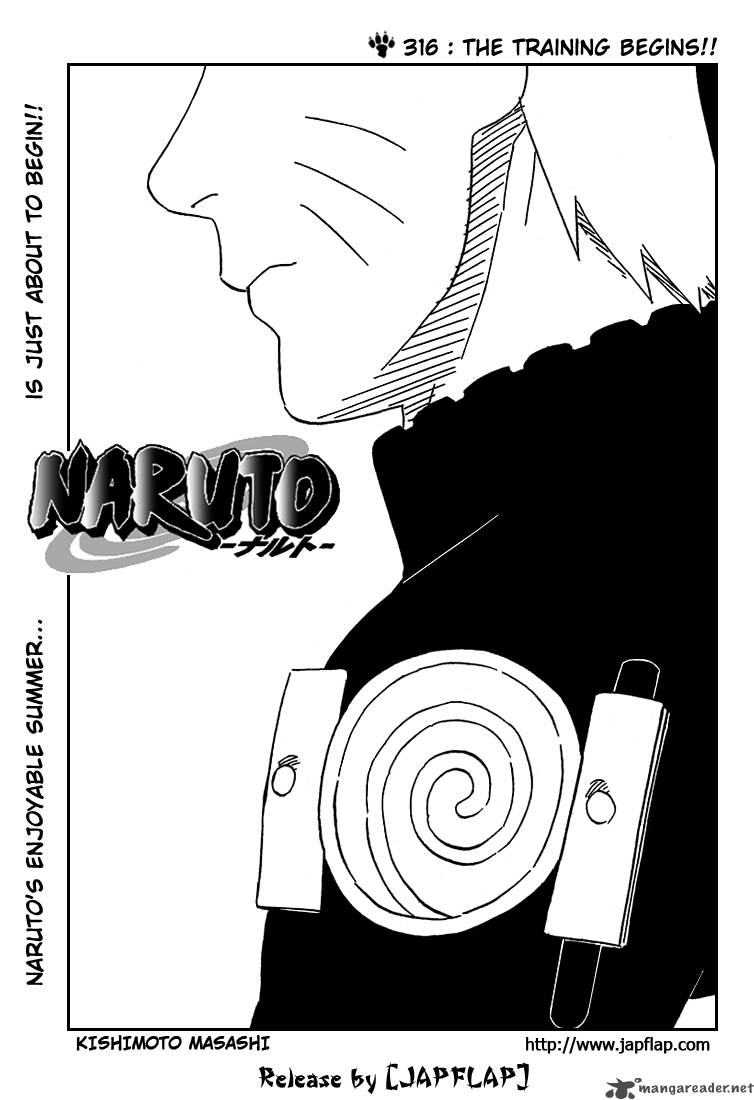 316 : THE TRAINING BEGINS!!
NARUTO'S ENJOYABLE SUMMER...
IS JUST ABOUT TO BEGIN!!
NARUTO
-ナルト-
KISHIMOTO MASASHI
http://www.japflap.com
Release by [JAPFLAP]
mangareader.net